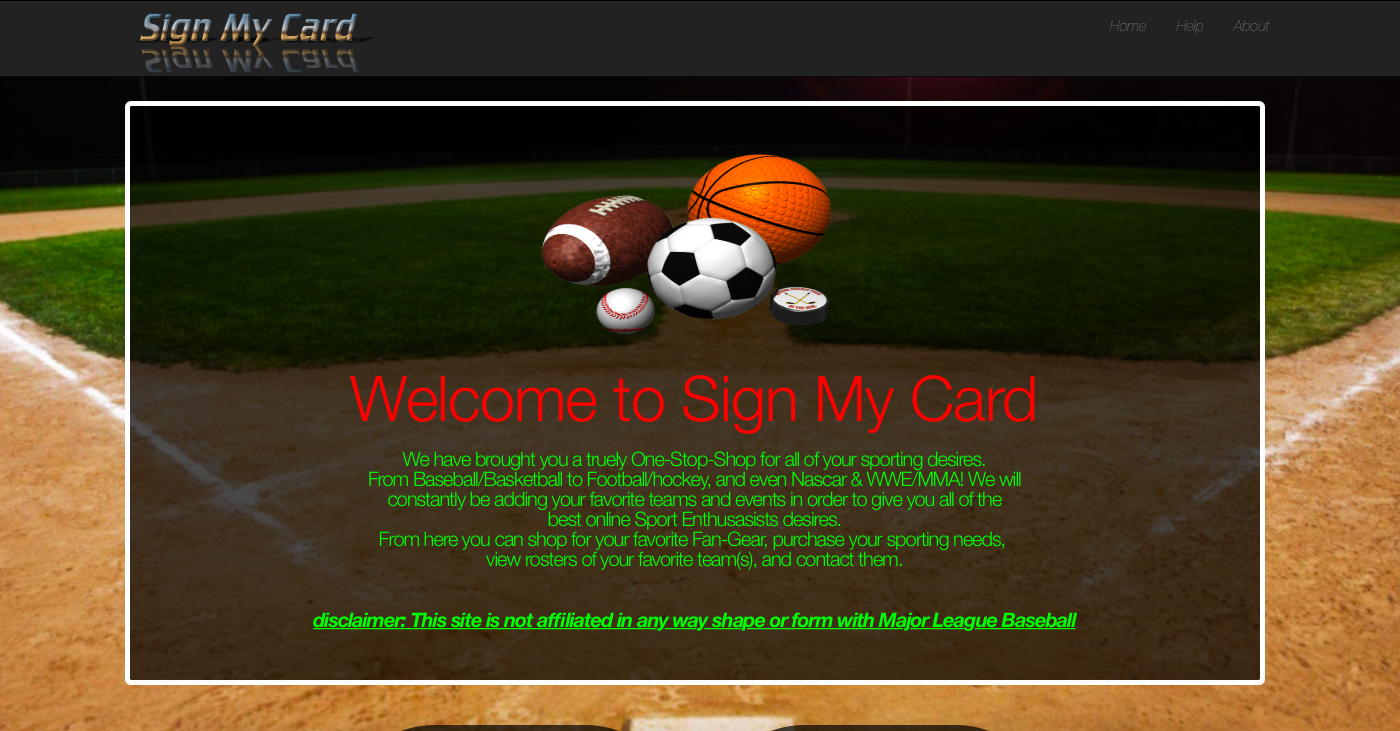 Sign My Card
Home Help About
Welcome to Sign My Card
We have brought you a truely One-Stop-Shop for all of your sporting desires.
From Baseball/Basketball to Football/hockey, and even Nascar & WWE/MMA! We will
constantly be adding your favorite teams and events in order to give you all of the
best online Sport Enthusasists desires.
From here you can shop for your favorite Fan-Gear, purchase your sporting needs,
view rosters of your favorite team(s), and contact them.
disclaimer: This site is not affiliated in any way shape or form with Major League Baseball